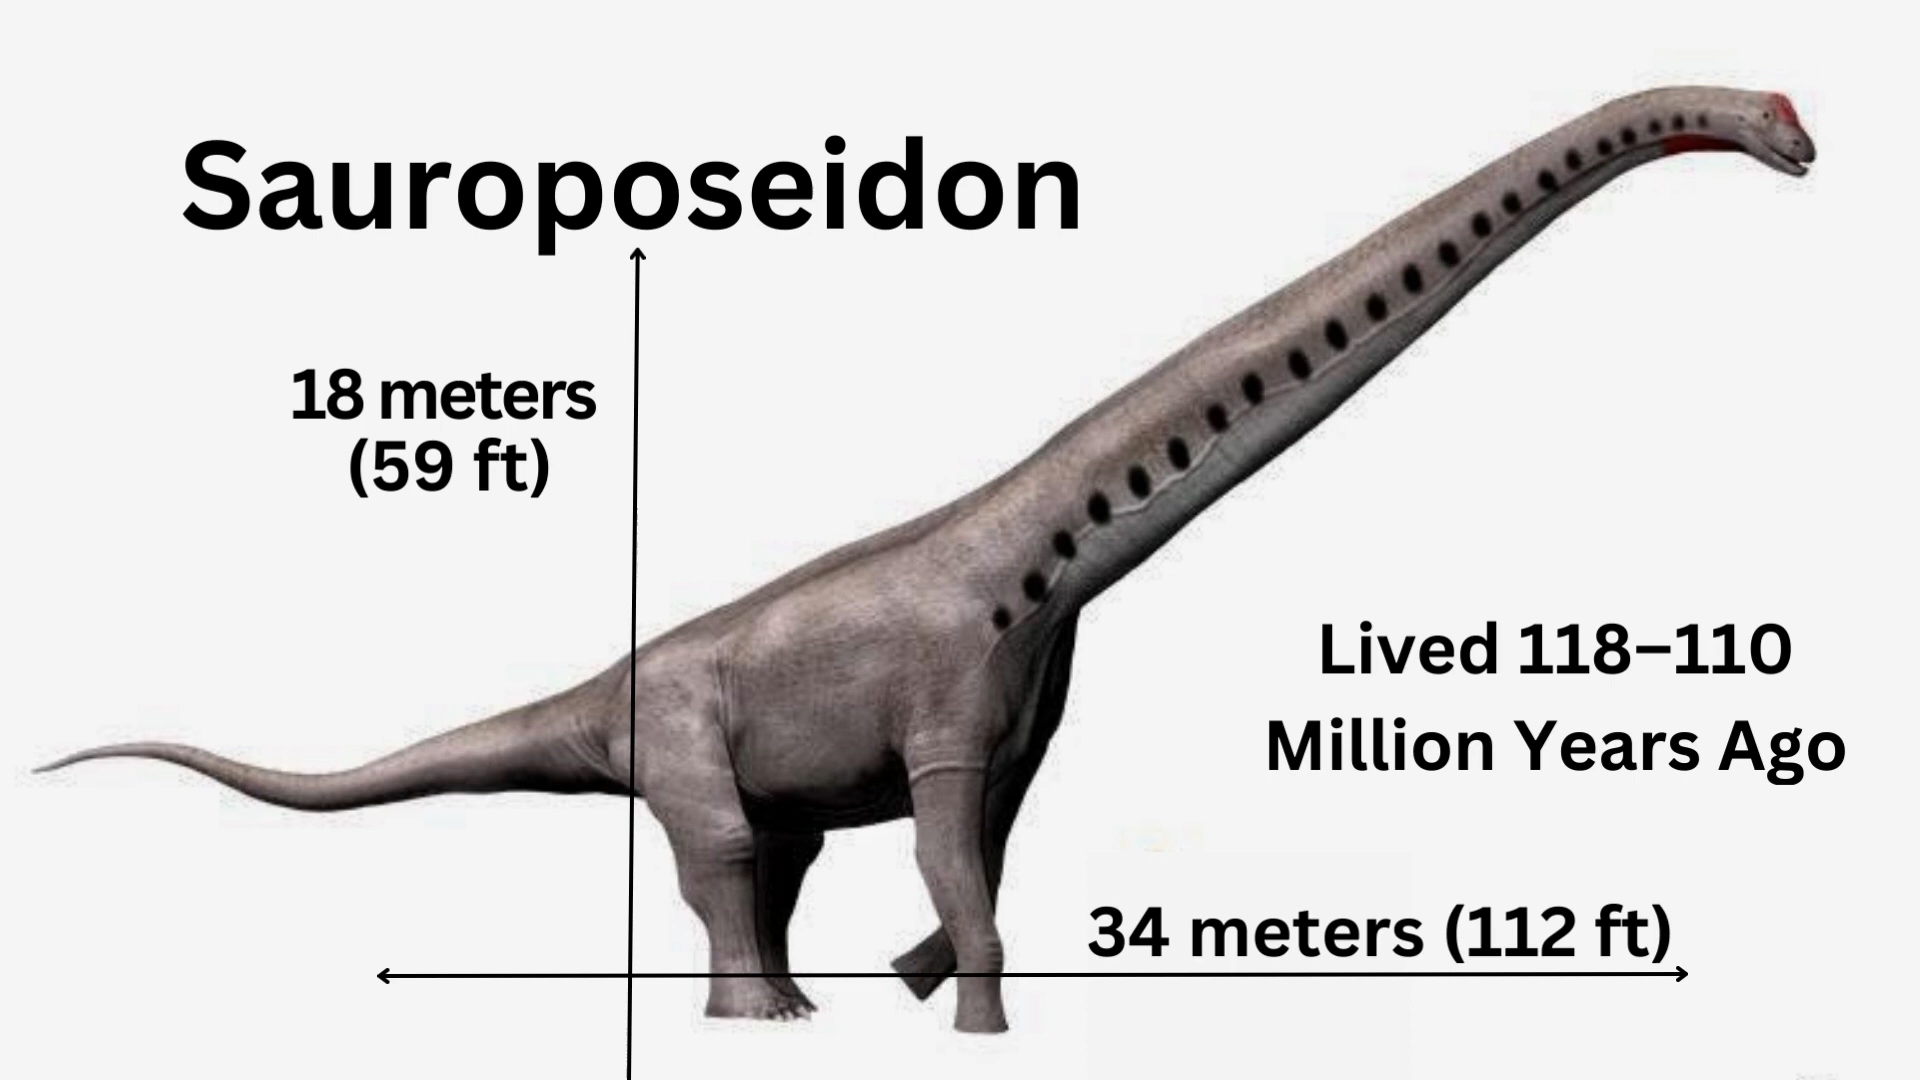 Sauroposeidon
18 meters
(59 ft)
Lived 118–110
Million Years Ago
34 meters (112 ft)